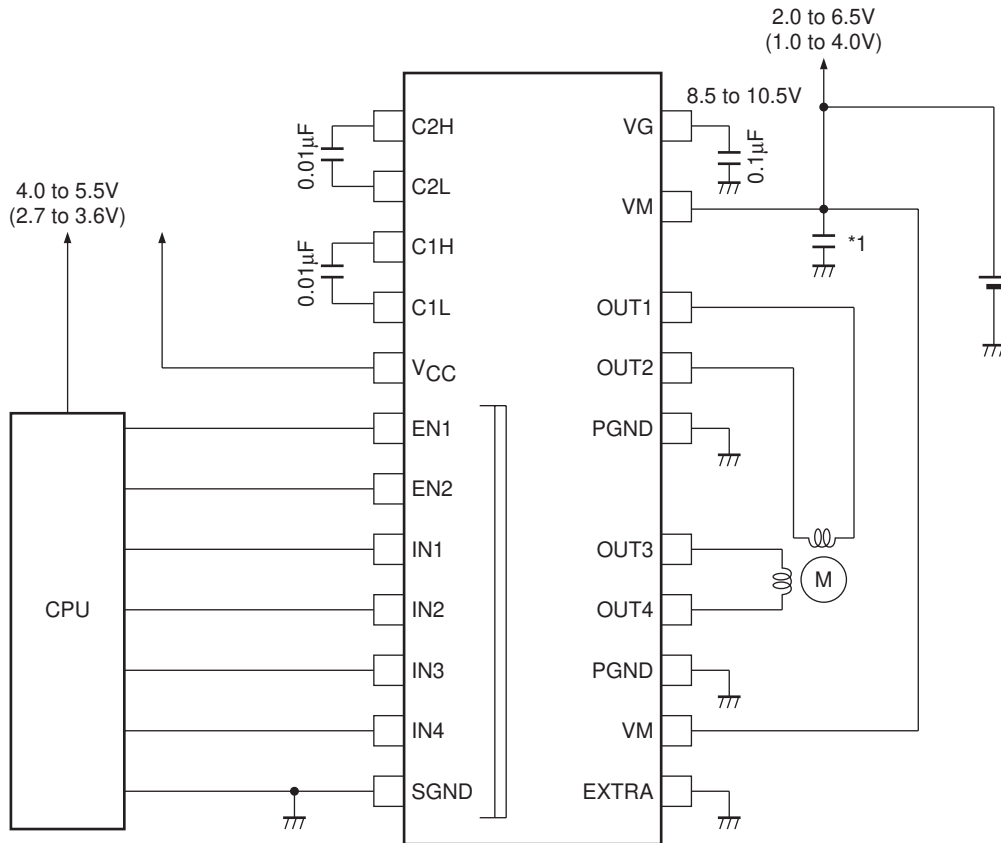 2.0 to 6.5V
(1.0 to 4.0V)
8.5 to 10.5V
C2H
VG
0.01µF
0.1µF
C2L
4.0 to 5.5V
(2.7 to 3.6V)
VM
C1H
*1
0.01µF
C1L
OUT1
VCC
OUT2
EN1
PGND
EN2
IN1
OUT3
M
CPU
IN2
OUT4
IN3
PGND
IN4
VM
SGND
EXTRA